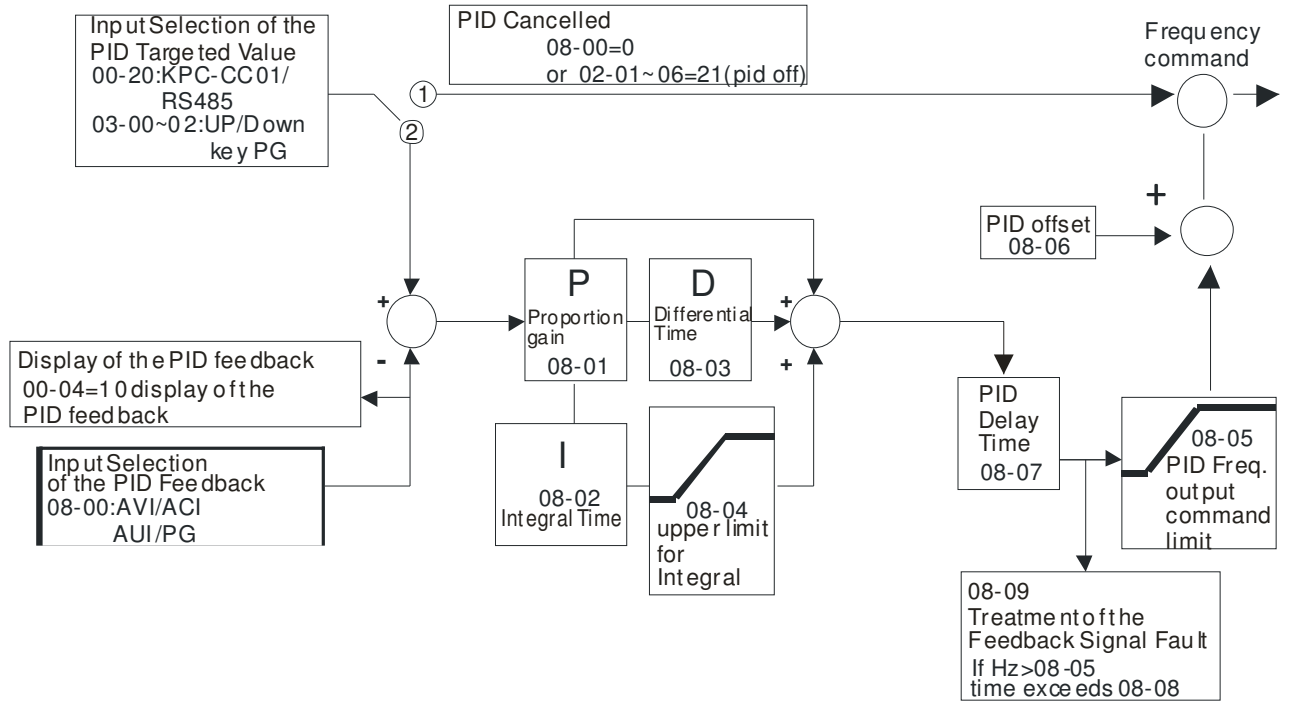 Input Selection of the
PID Targeted Value
00-20:KPC-CC01/
RS485
03-00~02:UP/Down
key PG
PID Cancelled
08-00=0
or 02-01~06=21(pid off)
1
2
Frequency
command
+
PID offset
08-06
+
-
P
Proportion
gain
08-01
D
Differential
Time
08-03
+
+
Display of the PID feedback
00-04=10 display of the
PID feedback
Input Selection
of the PID Feedback
08-00:AVI/ACI
AUI/PG
I
08-02
Integral Time
08-04
upper limit
for
Integral
PID
Delay
Time
08-07
08-05
PID Freq.
output
command
limit
08-09
Treatment of the
Feedback Signal Fault
If Hz>08-05
time exceeds 08-08